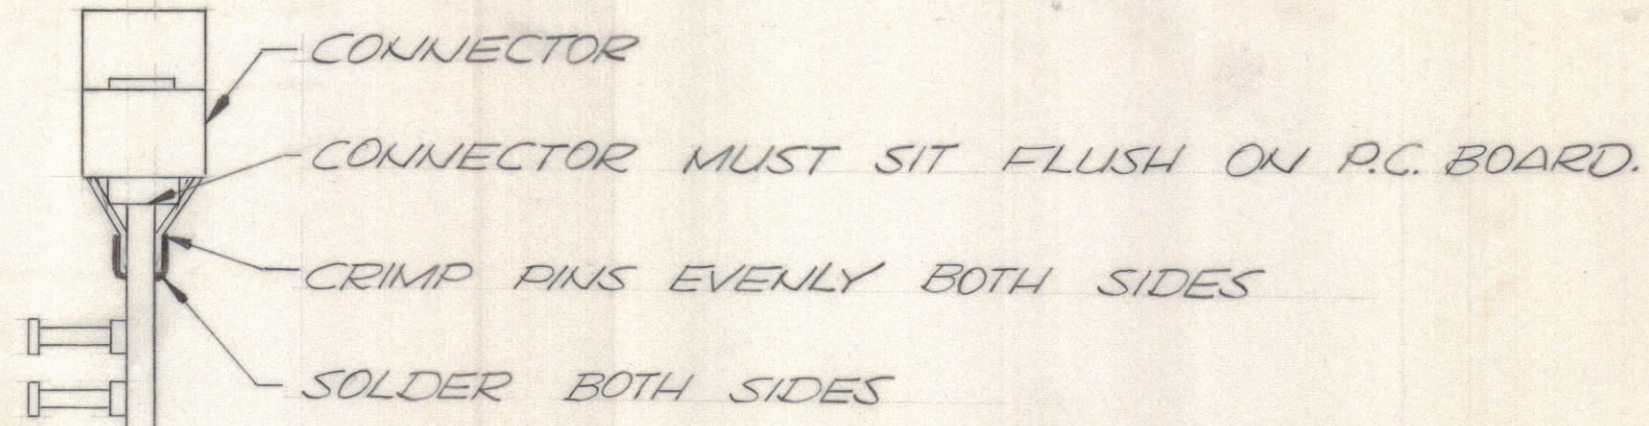 CONNECTOR
CONNECTOR MUST SIT FLUSH ON P.C. BOARD.
CRIMP PINS EVENLY BOTH SIDES
SOLDER BOTH SIDES